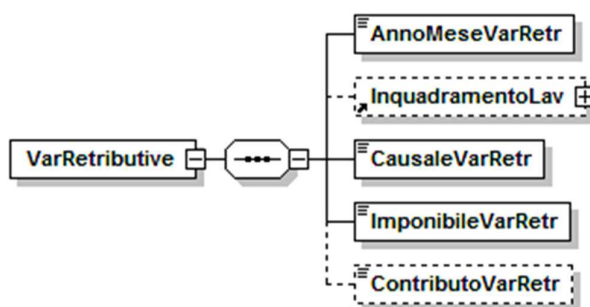 AnnoMeseVarRetr
InquadramentoLav
VarRetributive
CausaleVarRetr
ImponibileVarRetr
ContributoVarRetr